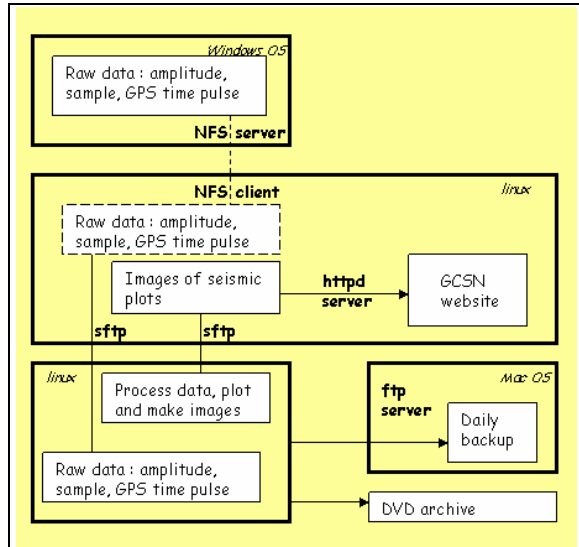 Windows OS
Raw data : amplitude,
sample, GPS time pulse
NFS server
NFS client
linux
Raw data : amplitude,
sample, GPS time pulse
Images of seismic
plots
httpd
server
GCSN
website
sftp
sftp
linux
Process data, plot
and make images
Raw data : amplitude,
sample, GPS time pulse
Mac OS
ftp
server
Daily
backup
DVD archive